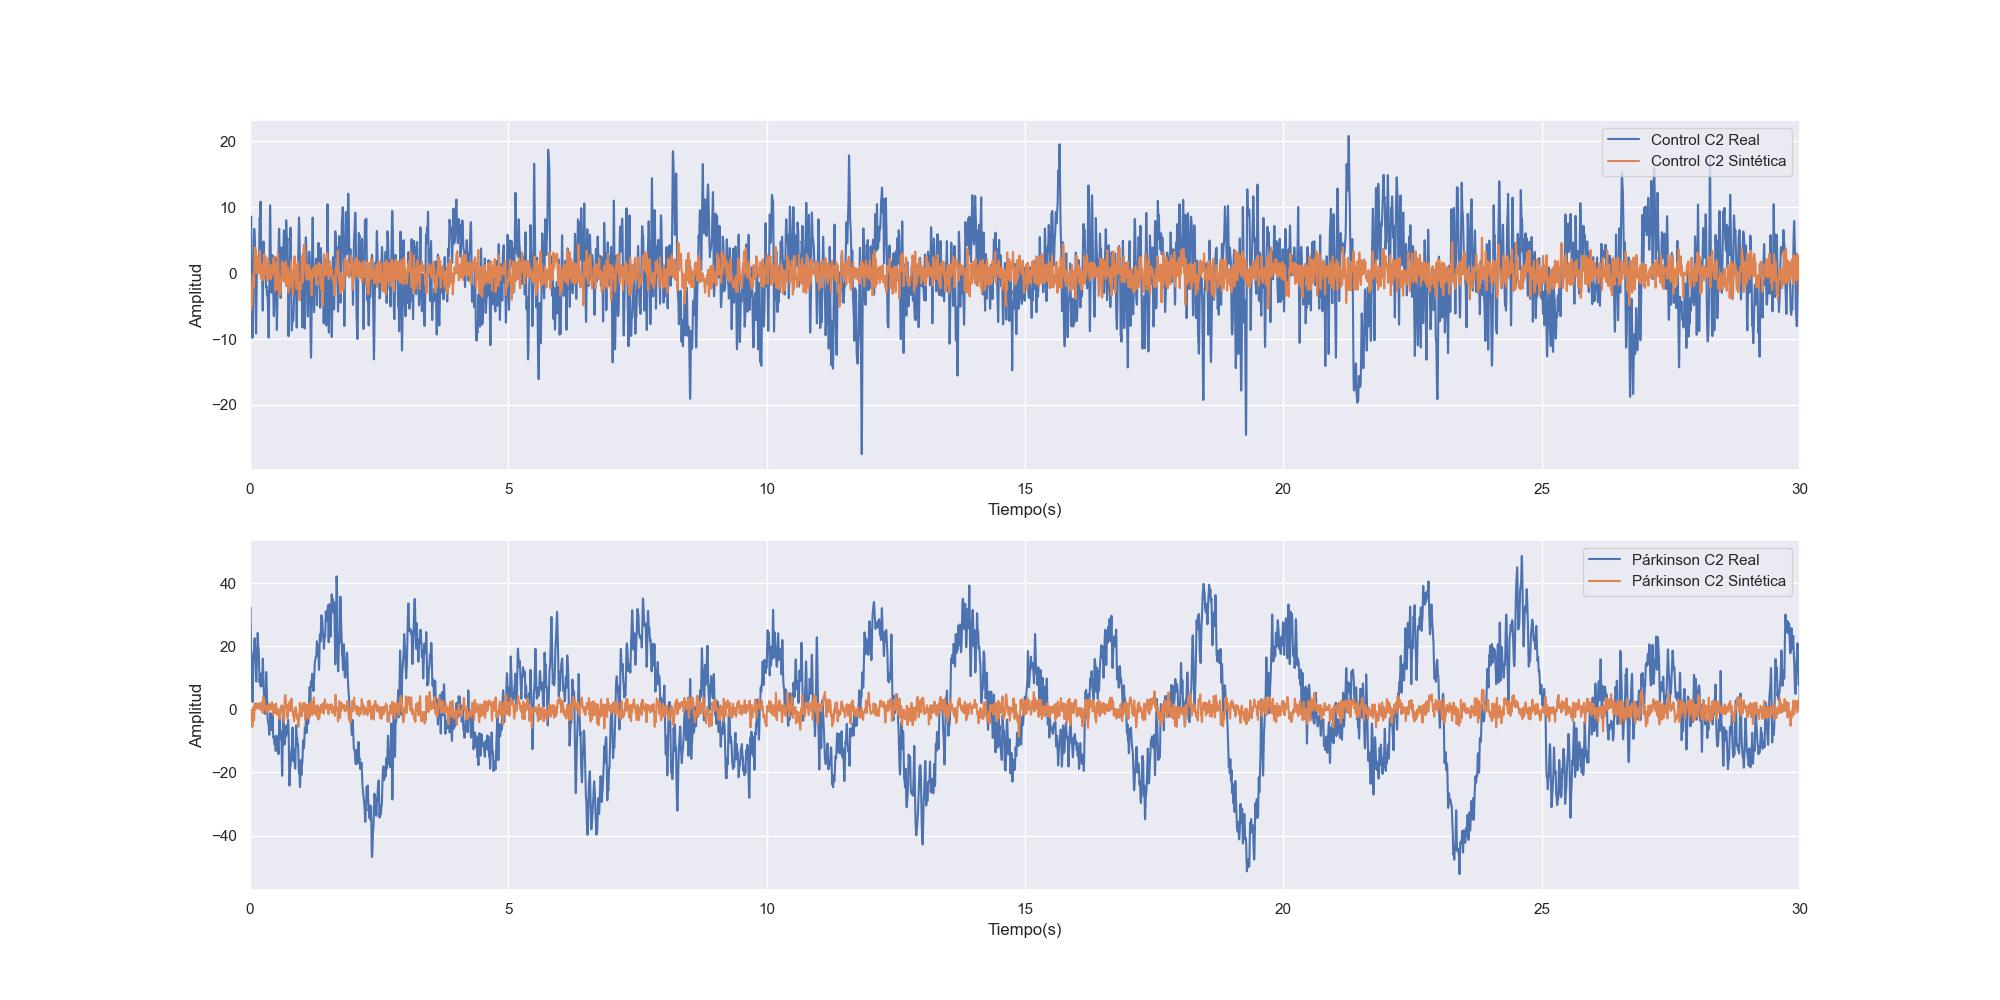 20
10
0
−10
−20
Amplitud
Control C2 Real
Control C2 Sintética
0 5 10 15 20 25 30
Tiempo(s)
40
20
0
−20
−40
Amplitud
Párkinson C2 Real
Párkinson C2 Sintética
0 5 10 15 20 25 30
Tiempo(s)